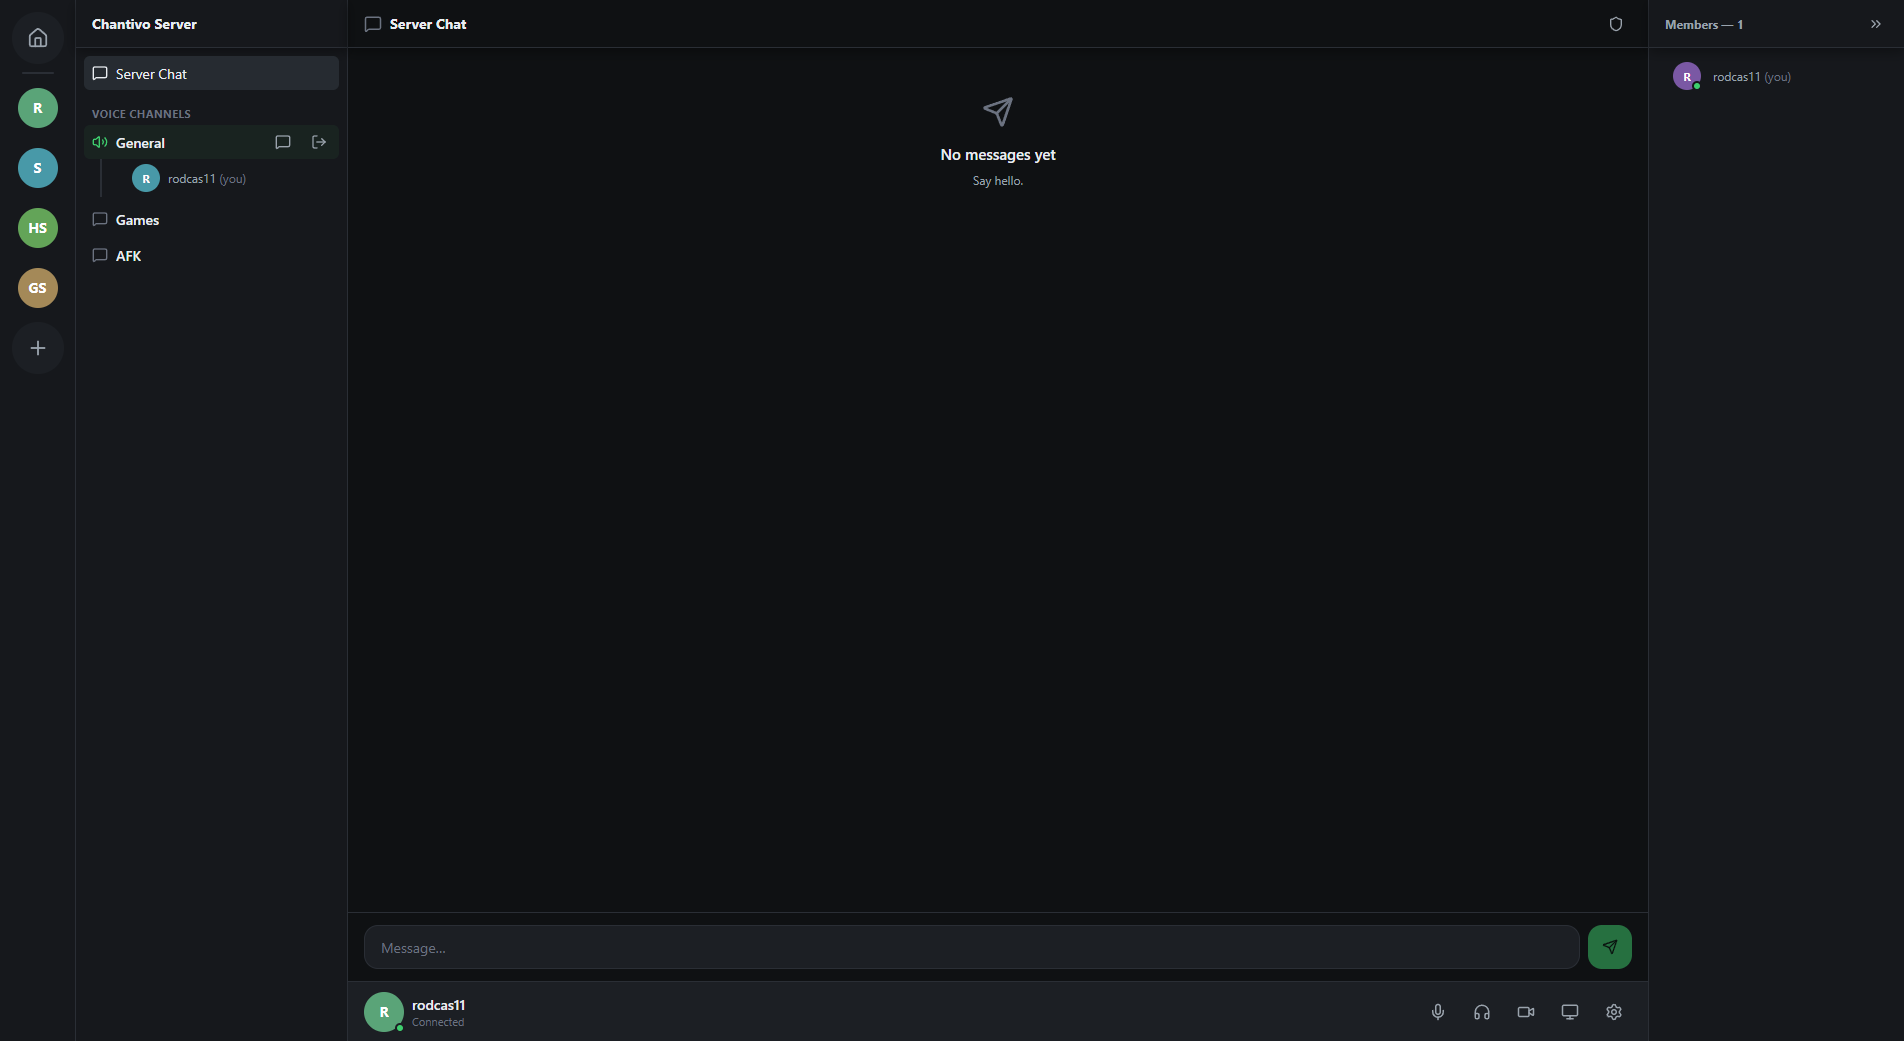 Chantivo Server
Server Chat
VOICE CHANNELS
General
R
rodcas11 (you)
Games
AFK
R
S
HS
GS
Server Chat
No messages yet
Say hello.
Message...
R
rodcas11
Connected
Members — 1
R
rodcas11 (you)